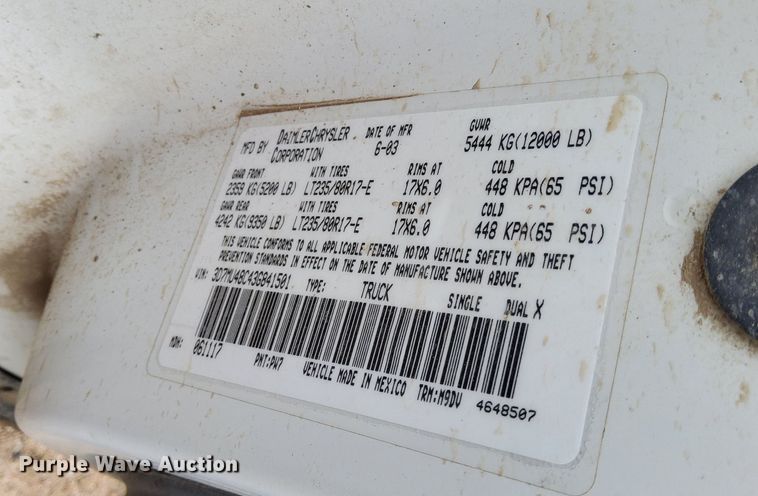 MFD BY DAIMLERCHRYSLER CORPORATION DATE OF MFR 6-03 GVWR 5444 KG(12000 LB)
GAWR FRONT WITH TIRES RIMS AT COLD
2359 KG(5200 LB) LT235/80R17-E 17X6.0 448 KPA(65 PSI)
GAWR REAR WITH TIRES RIMS AT COLD
4242 KG(9350 LB) LT235/80R17-E 17X6.0 448 KPA(65 PSI)
THIS VEHICLE CONFORMS TO ALL APPLICABLE FEDERAL MOTOR VEHICLE SAFETY AND THEFT
PREVENTION STANDARDS IN EFFECT ON THE DATE OF MANUFACTURE SHOWN ABOVE.
VIN: 3D7MU48C43G841501 TYPE: TRUCK SINGLE DUAL X
MDH: 061117 PNT:PW7 VEHICLE MADE IN MEXICO TRM:M9DV 4648507
Purple Wave Auction